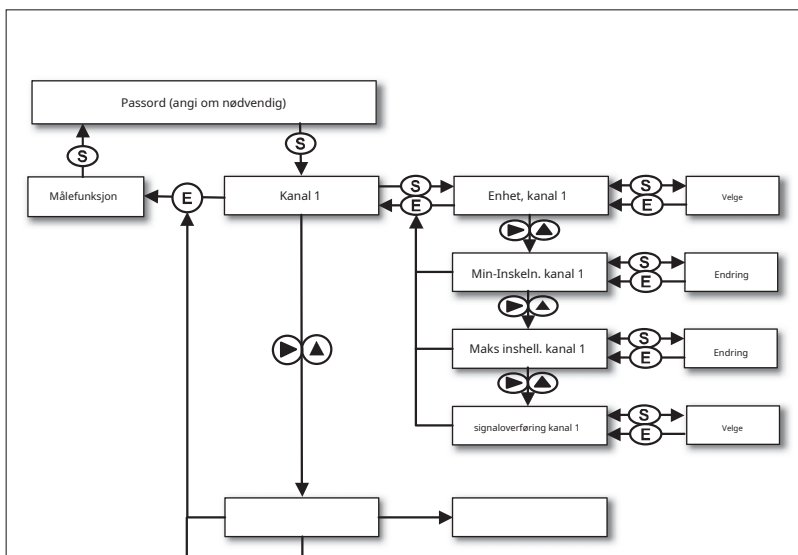 Passord (angi om nødvendig)
S
S
Målefunksjon
E
Kanal 1
S
E
Enhet, kanal 1
S
E
Velge
Min-Inskeln. kanal 1
S
E
Endring
Maks inshell. kanal 1
S
E
Endring
signaloverføring kanal 1
S
E
Velge